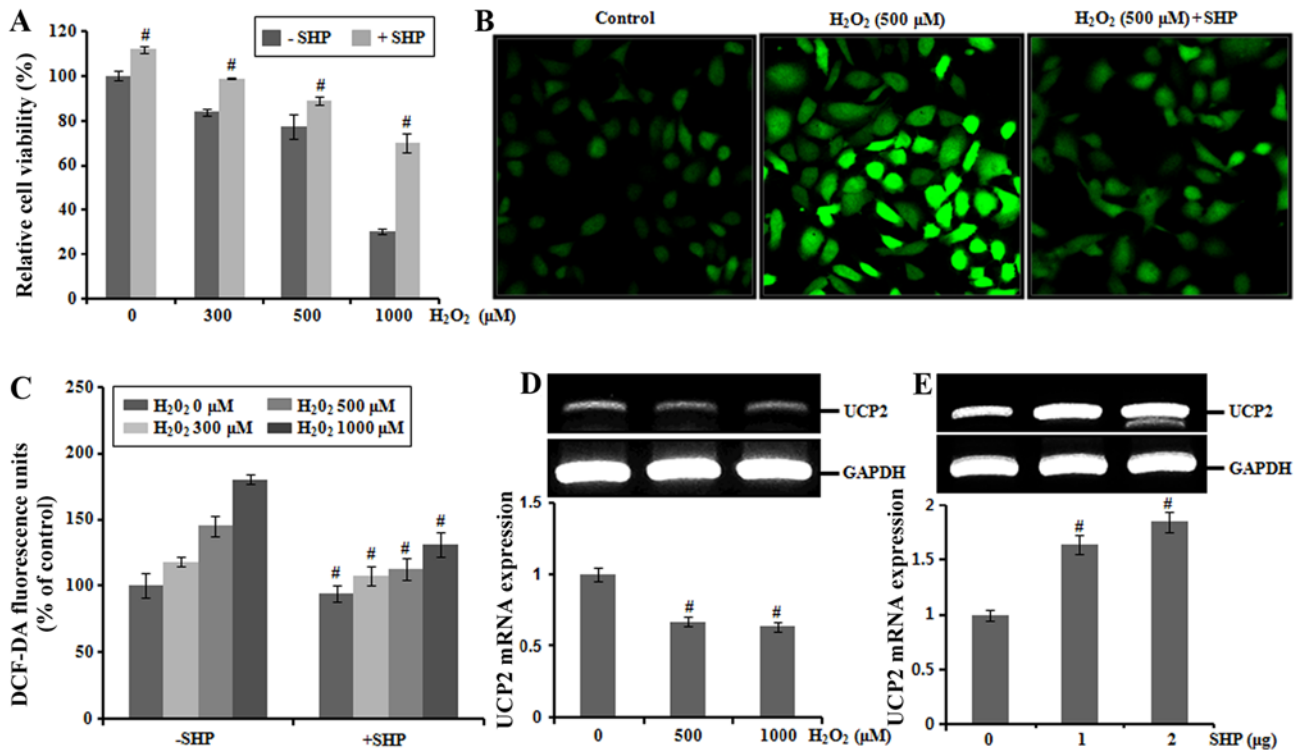 A
Relative cell viability (%)
120
100
80
60
40
20
0
- SHP
+ SHP
#
#
#
#
0
300
500
1000
H₂O₂ (μM)
B
Control
H₂O₂ (500 μM)
H₂O₂ (500 μM)+SHP
C
DCF-DA fluorescence units
(% of control)
250
200
150
100
50
0
H₂0₂ 0 μM
H₂0₂ 500 μM
H₂0₂ 300 μM
H₂0₂ 1000 μM
#
#
#
#
-SHP
+SHP
D
UCP2
GAPDH
UCP2 mRNA expression
1.5
1
0.5
0
#
#
0
500
1000
H₂O₂ (μM)
E
UCP2
GAPDH
UCP2 mRNA expression
2
1.5
1
0.5
0
#
#
0
1
2
SHP (μg)